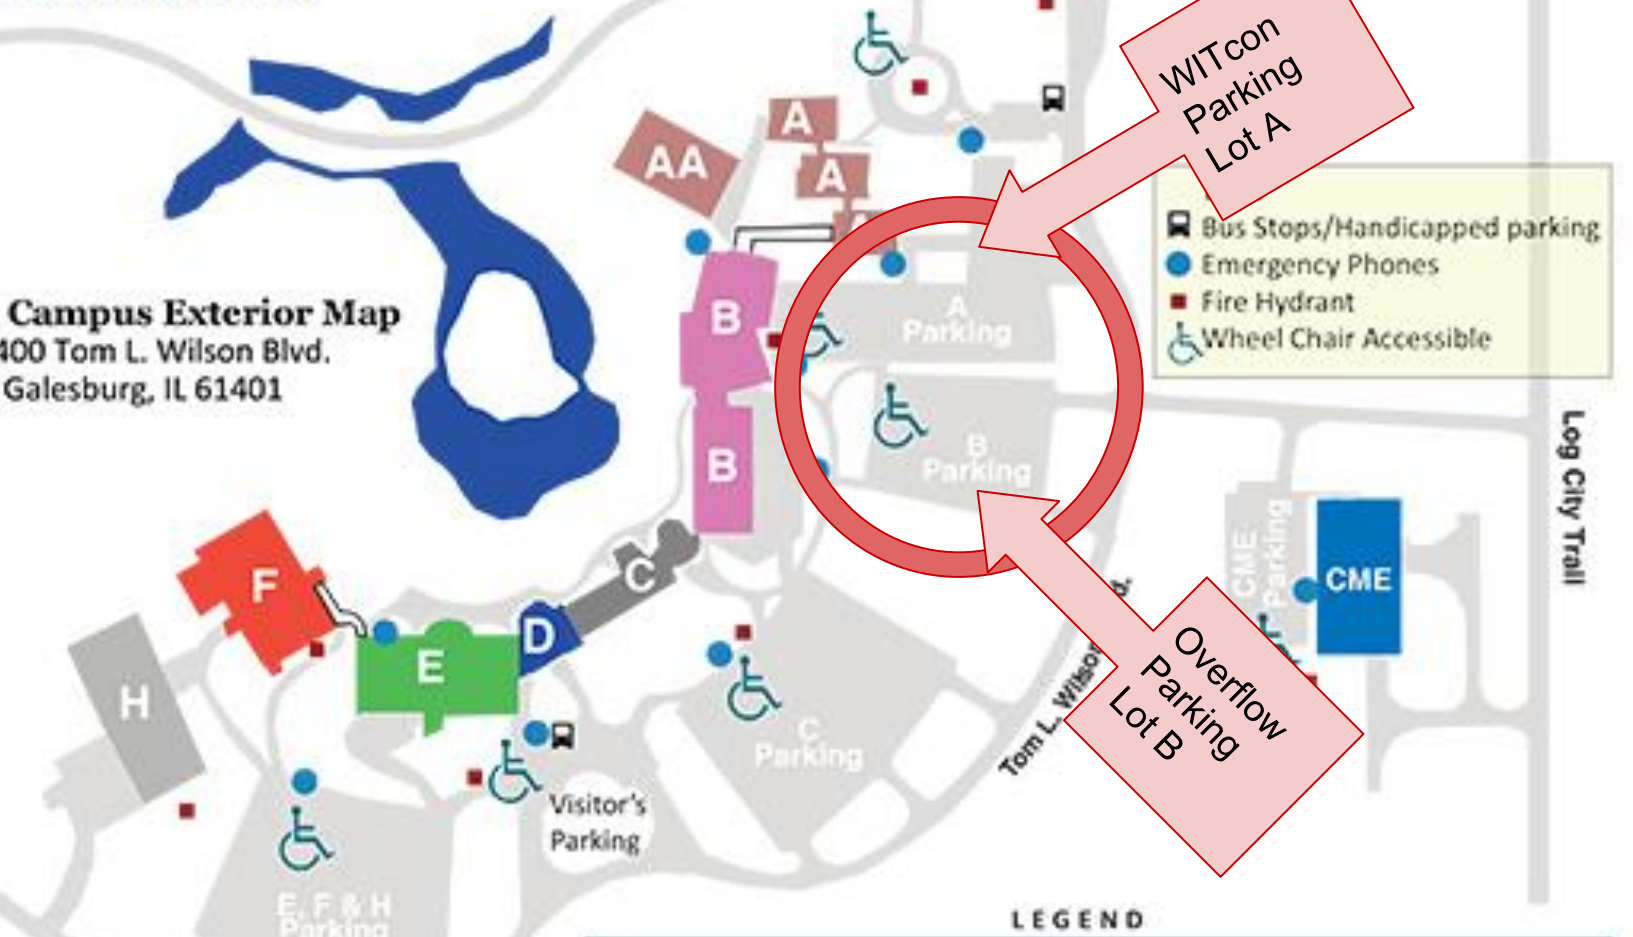 WITcon
Parking
Lot A
A
A
A
AA
Bus Stops/Handicapped parking
Emergency Phones
Fire Hydrant
Wheel Chair Accessible
Campus Exterior Map
400 Tom L. Wilson Blvd.
Galesburg, IL 61401
B
A
Parking
B
B
Parking
Log City Trail
CME
Parking
CME
C
D
E
F
H
Tom L. Wilson
d.
Overflow
Parking
Lot B
C
Parking
Visitor's
Parking
E, F & H
Parking
LEGEND